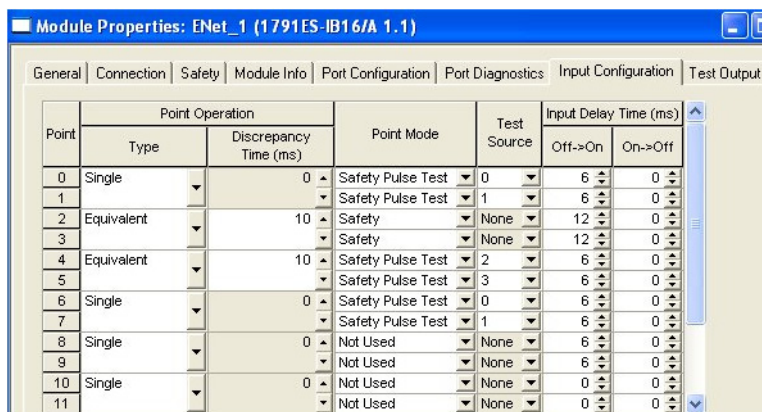 Module Properties: ENet_1 (1791ES-IB16/A 1.1)
General Connection Safety Module Info Port Configuration Port Diagnostics Input Configuration Test Output
Point Point Operation Point Mode Test Source Input Delay Time (ms)
Type Discrepancy Time (ms) Off->On On->Off
0 Single 0 Safety Pulse Test 0 6 0
1 Safety Pulse Test 1 6 0
2 Equivalent 10 Safety None 12 0
3 Safety None 12 0
4 Equivalent 10 Safety Pulse Test 2 6 0
5 Safety Pulse Test 3 6 0
6 Single 0 Safety Pulse Test 0 6 0
7 Safety Pulse Test 1 6 0
8 Single 0 Not Used None 6 0
9 Not Used None 6 0
10 Single 0 Not Used None 0 0
11 Not Used None 0 0